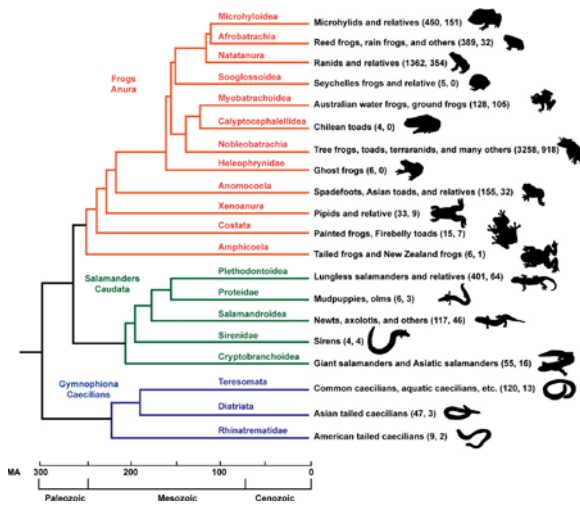 Microhyloidea
Microhylids and relatives (450, 151)
Afrobatrachia
Reed frogs, rain frogs, and others (389, 32)
Natatanura
Ranids and relatives (1362, 354)
Frogs
Anura
Sooglossoidea
Seychelles frogs and relative (5, 0)
Myobatrachoidea
Australian water frogs, ground frogs (128, 105)
Calyptocephalellidea
Chilean toads (4, 0)
Nobleobatrachia
Tree frogs, toads, terraranids, and many others (3258, 918)
Heleophrynidae
Ghost frogs (6, 0)
Anomocoela
Spadefoots, Asian toads, and relatives (155, 32)
Xenoanura
Pipids and relative (33, 9)
Costata
Painted frogs, Firebelly toads (15, 7)
Amphicoela
Tailed frogs and New Zealand frogs (6, 1)
Salamanders
Caudata
Plethodontoidea
Lungless salamanders and relatives (401, 64)
Proteidae
Mudpuppies, olms (6, 3)
Salamandroidea
Newts, axolotls, and others (117, 46)
Sirenidae
Sirens (4, 4)
Cryptobranchoidea
Giant salamanders and Asiatic salamanders (55, 16)
Gymnophiona
Caecilians
Teresomata
Common caecilians, aquatic caecilians, etc. (120, 13)
Diatriata
Asian tailed caecilians (47, 3)
Rhinatrematidae
American tailed caecilians (9, 2)
MA 300 200 100 0
Paleozoic Mesozoic Cenozoic